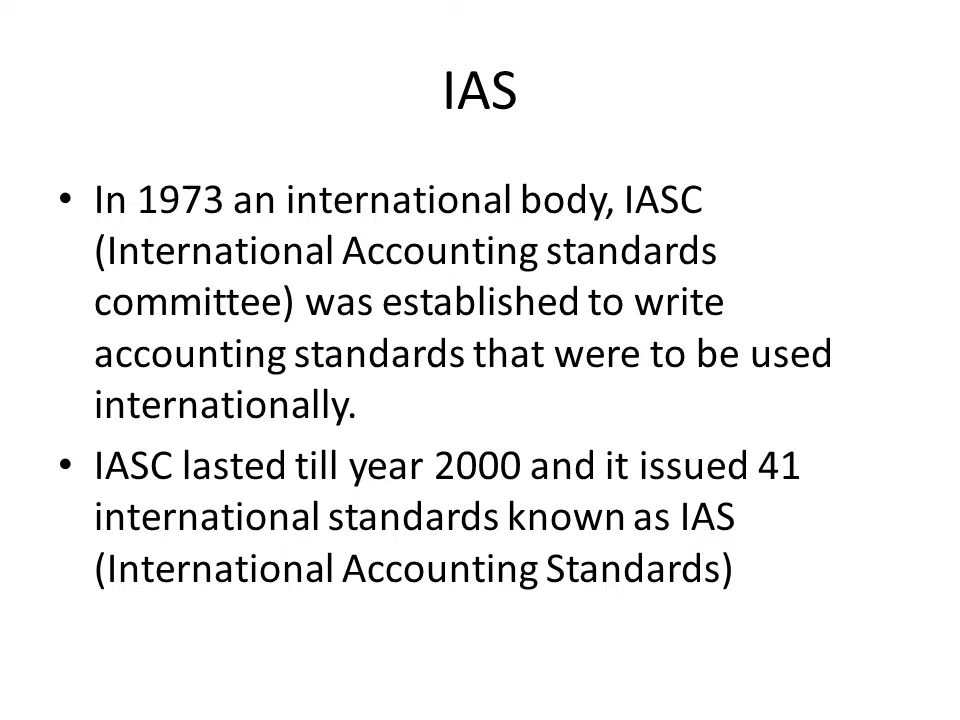 IAS
• In 1973 an international body, IASC
(International Accounting standards
committee) was established to write
accounting standards that were to be used
internationally.
• IASC lasted till year 2000 and it issued 41
international standards known as IAS
(International Accounting Standards)